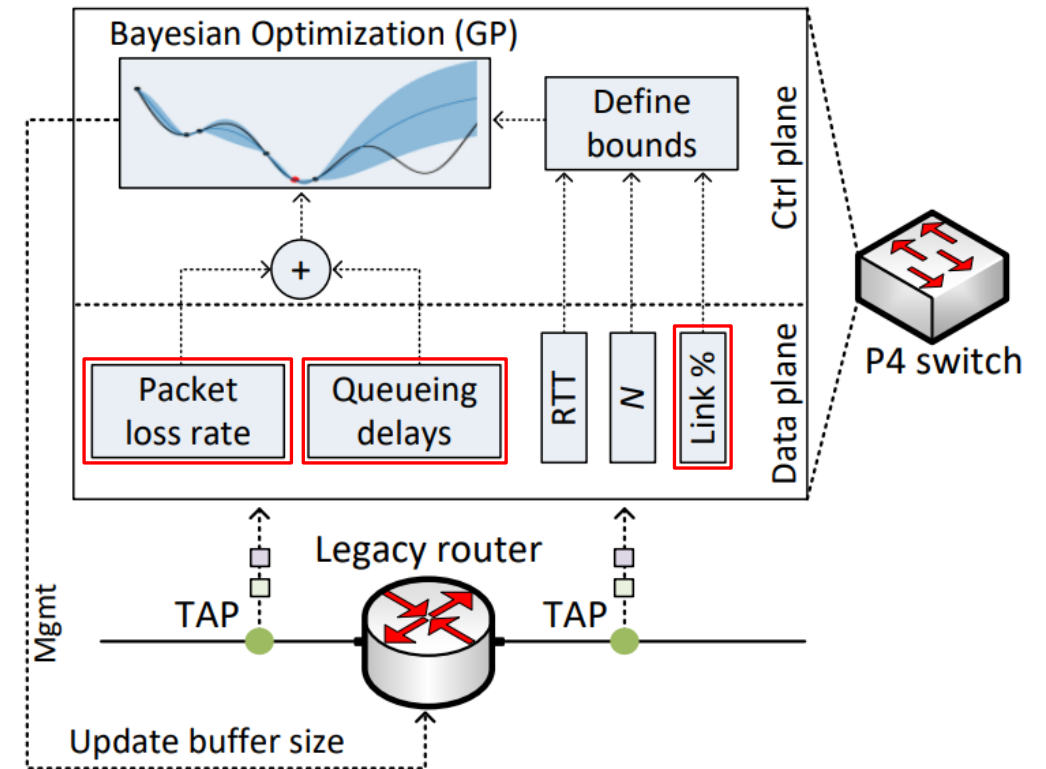 Bayesian Optimization (GP)
Define
bounds
Ctrl plane
+
Packet
loss rate
Queueing
delays
RTT
N
Link %
Data plane
P4 switch
Legacy router
TAP
TAP
Mgmt
Update buffer size